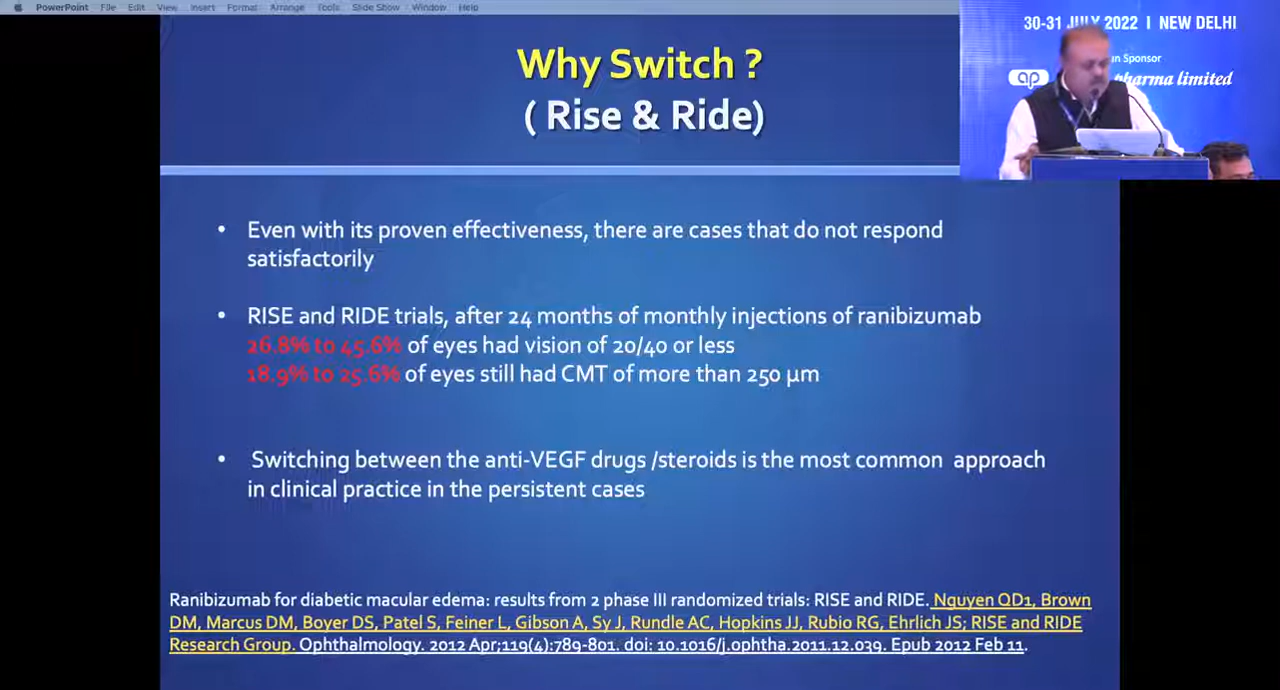 PowerPoint File Edit View Insert Format Arrange Tools Slide Show Window Help
30-31 JULY 2022 I NEW DELHI
Sponsor
ap pharma limited
Why Switch ?
( Rise & Ride)
• Even with its proven effectiveness, there are cases that do not respond
satisfactorily
• RISE and RIDE trials, after 24 months of monthly injections of ranibizumab
26.8% to 45.6% of eyes had vision of 20/40 or less
18.9% to 25.6% of eyes still had CMT of more than 250 µm
• Switching between the anti-VEGF drugs /steroids is the most common approach
in clinical practice in the persistent cases
Ranibizumab for diabetic macular edema: results from 2 phase III randomized trials: RISE and RIDE. Nguyen QD1, Brown
DM, Marcus DM, Boyer DS, Patel S, Feiner L, Gibson A, Sy J, Rundle AC, Hopkins JJ, Rubio RG, Ehrlich JS; RISE and RIDE
Research Group. Ophthalmology. 2012 Apr;119(4):789-801. doi: 10.1016/j.ophtha.2011.12.039. Epub 2012 Feb 11.